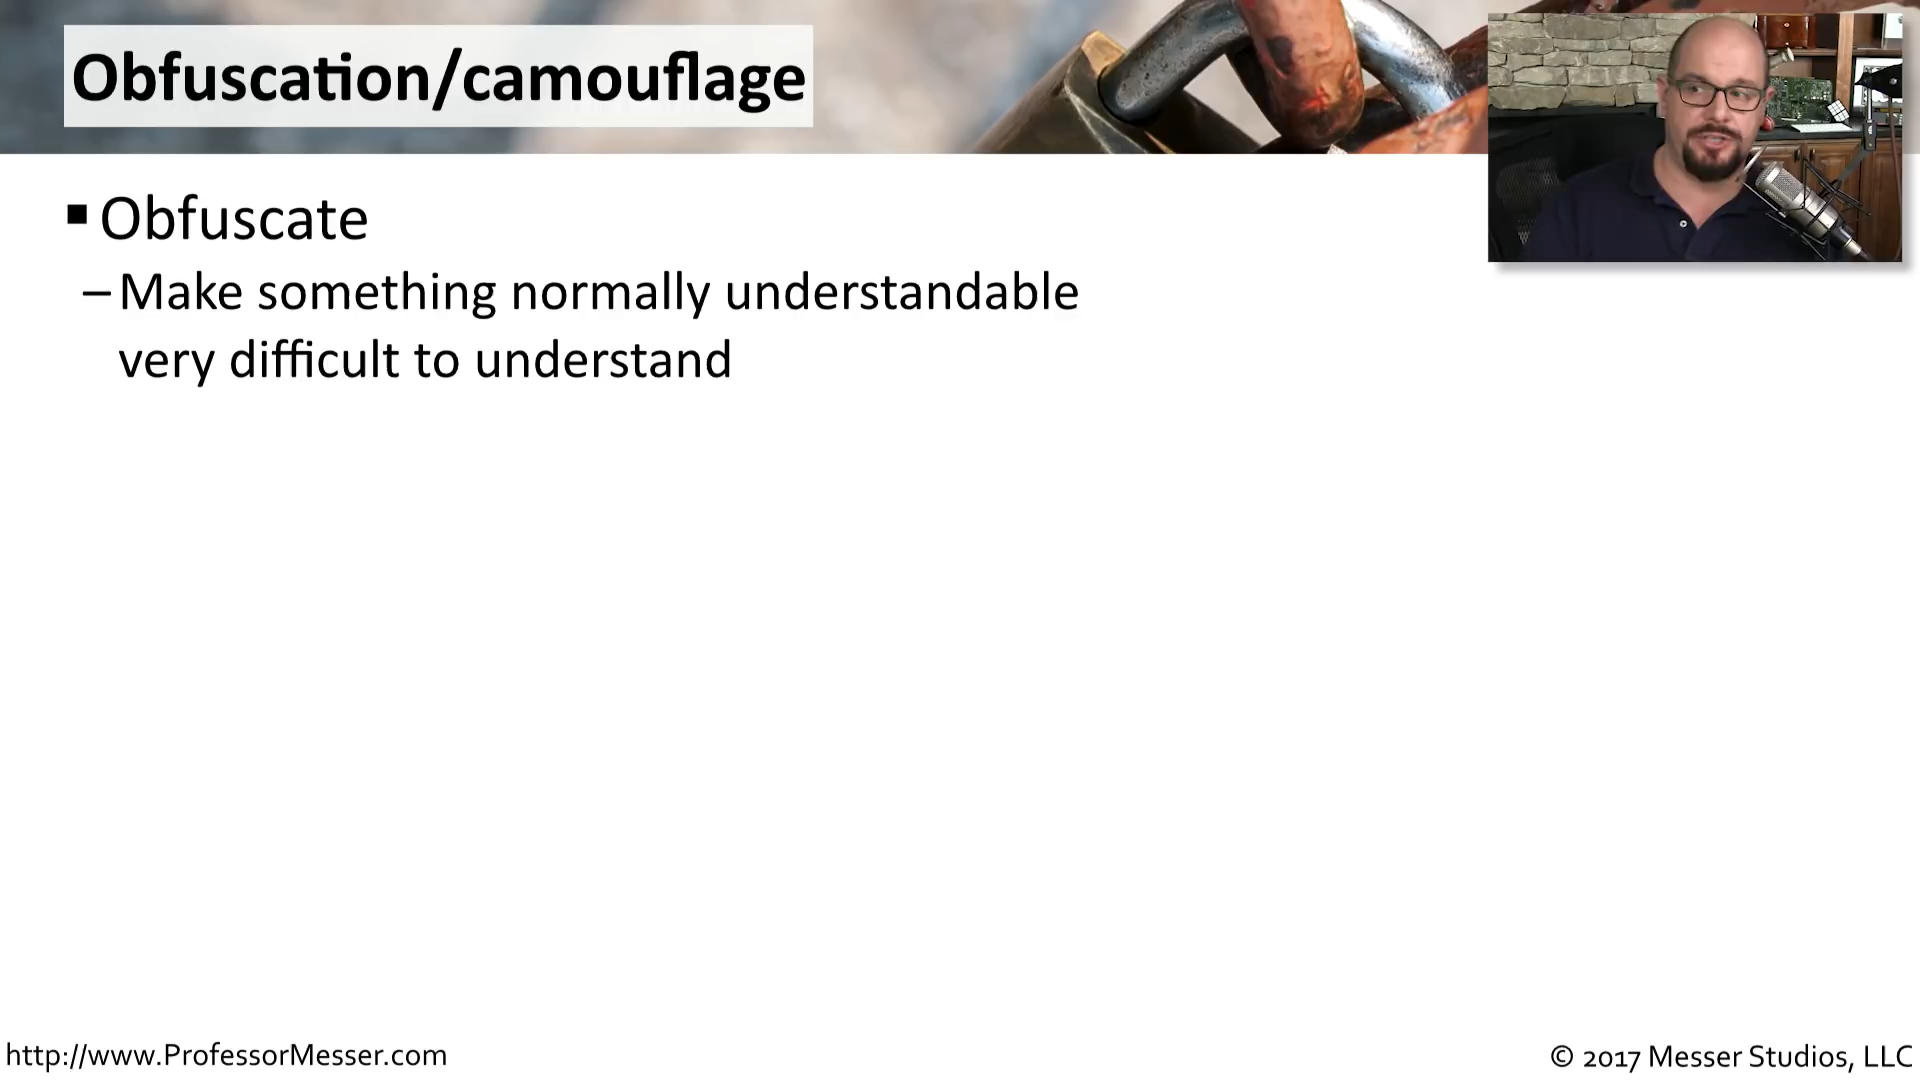 Obfuscation/camouflage
▪ Obfuscate
– Make something normally understandable
very difficult to understand
http://www.ProfessorMesser.com
© 2017 Messer Studios, LLC